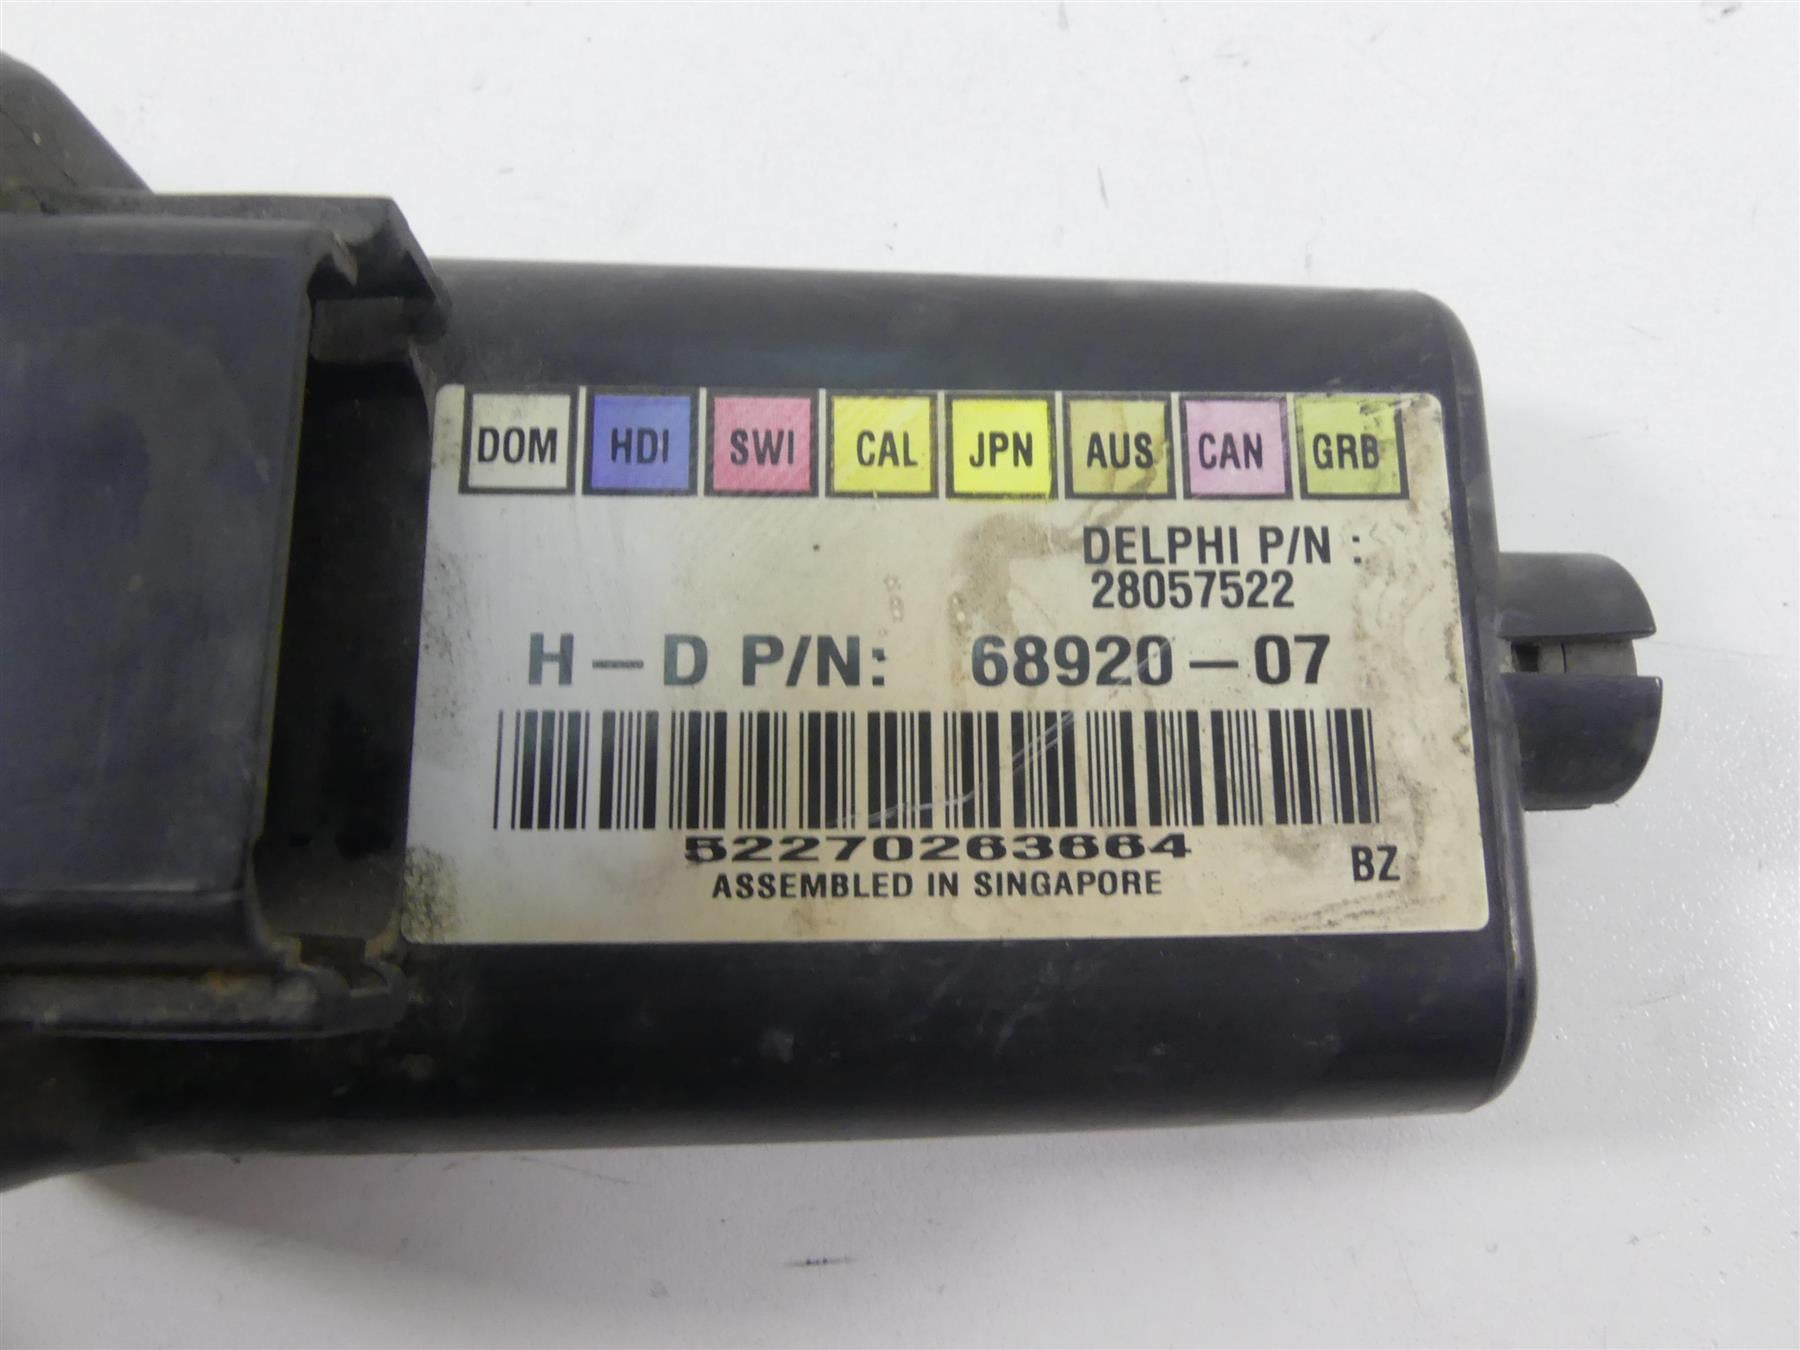 DOM HDI SWI CAL JPN AUS CAN GRB
DELPHI P/N :
28057522
H-D P/N: 68920-07
52270263664
ASSEMBLED IN SINGAPORE
BZ